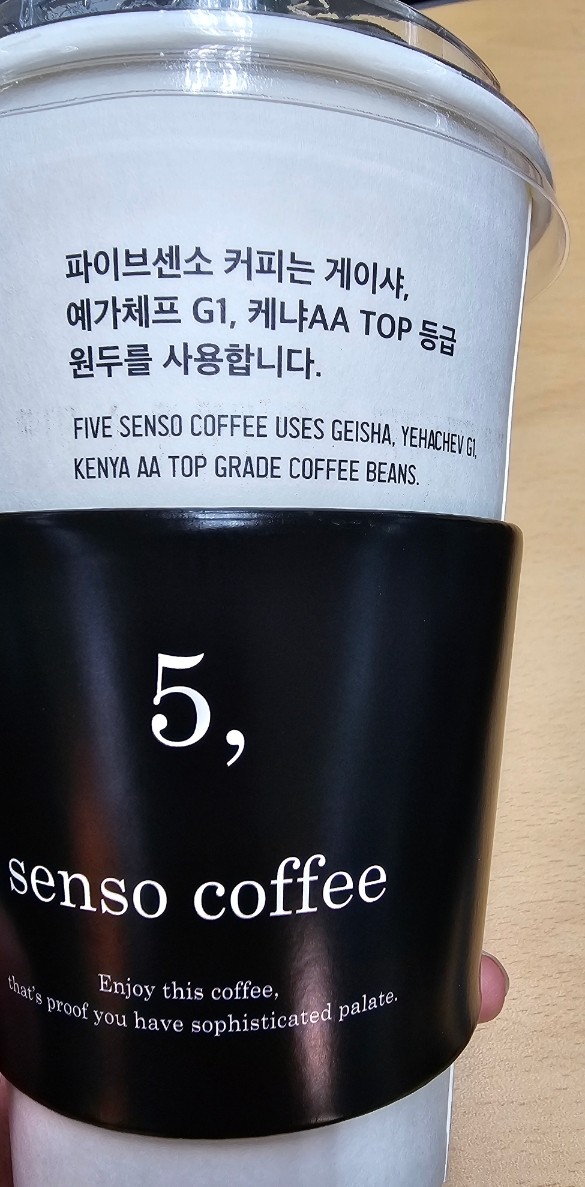 파이브센소 커피는 게이샤,
예가체프 G1, 케냐AA TOP 등급
원두를 사용합니다.
FIVE SENSO COFFEE USES GEISHA, YEHACHEV G1,
KENYA AA TOP GRADE COFFEE BEANS.
5,
senso coffee
Enjoy this coffee,
that's proof you have sophisticated palate.